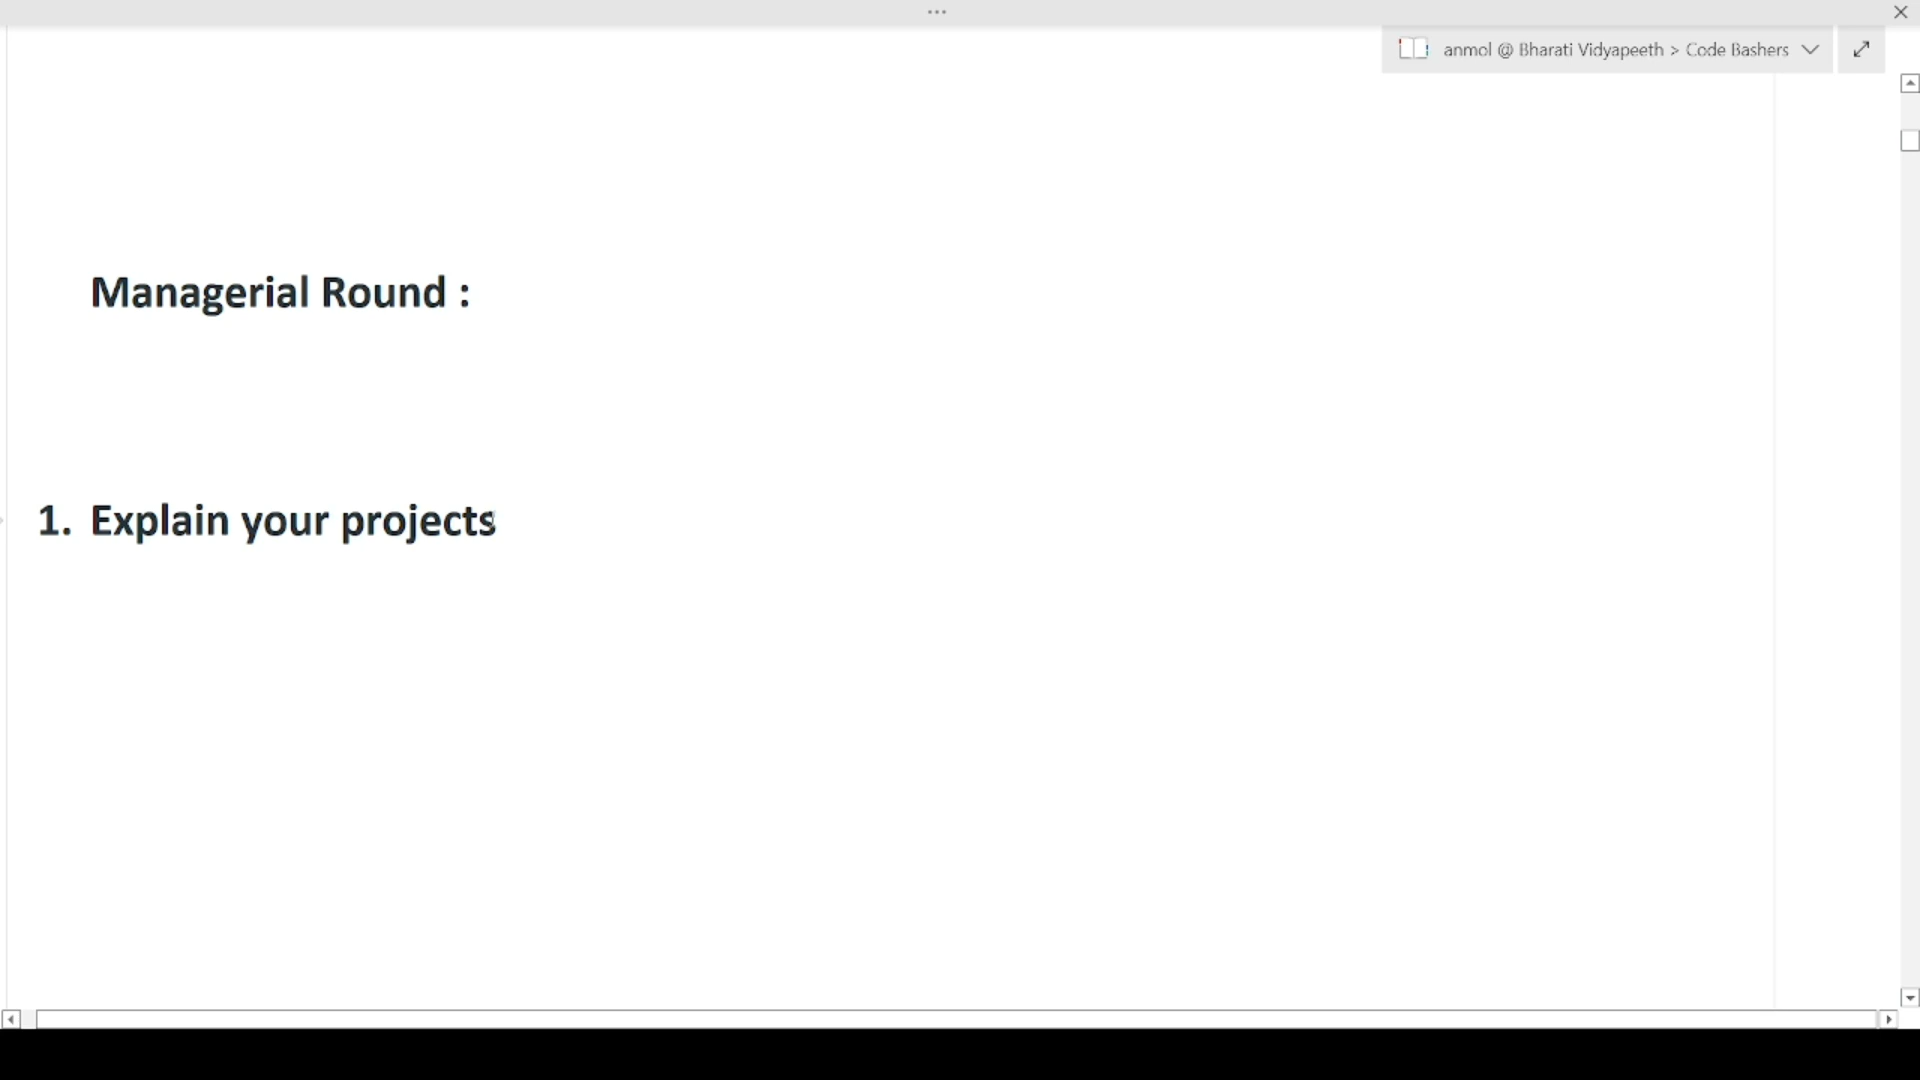 anmol @ Bharati Vidyapeeth > Code Bashers
Managerial Round :
1. Explain your projects